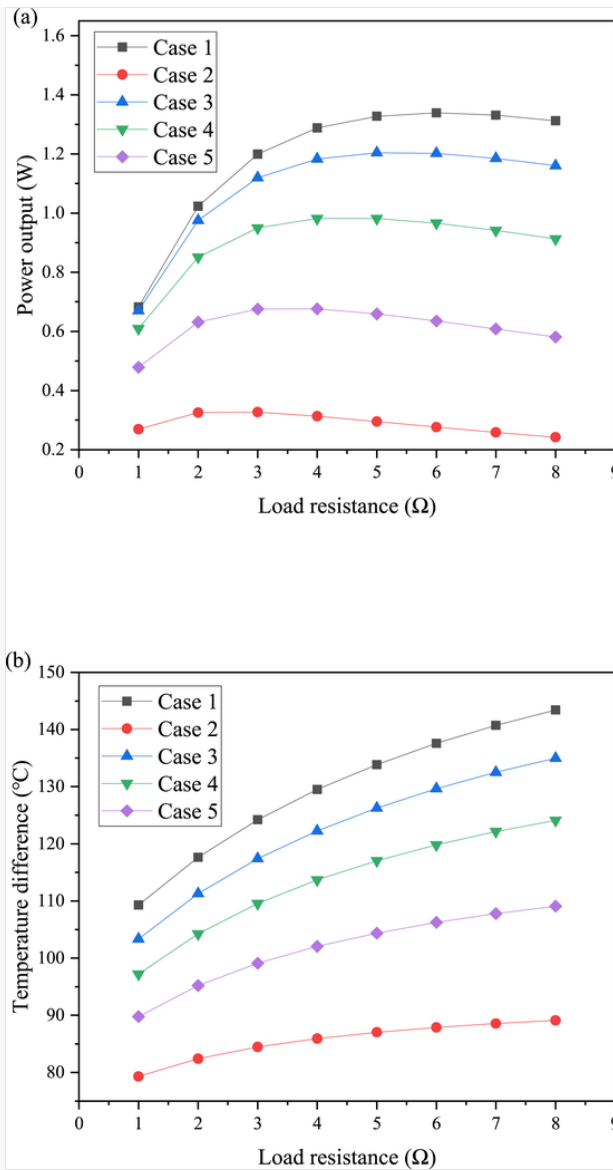 (a)
1.6
1.4
1.2
1.0
0.8
0.6
0.4
0.2
Power output (W)
Case 1
Case 2
Case 3
Case 4
Case 5
0 1 2 3 4 5 6 7 8 9
Load resistance (Ω)
(b)
150
140
130
120
110
100
90
80
Temperature difference (℃)
Case 1
Case 2
Case 3
Case 4
Case 5
0 1 2 3 4 5 6 7 8 9
Load resistance (Ω)